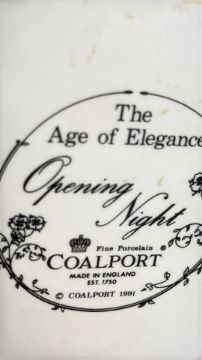 The
Age of Elegance
Opening
Night
Fine Porcelain ®
COALPORT
MADE IN ENGLAND
EST. 1750
© COALPORT 1991